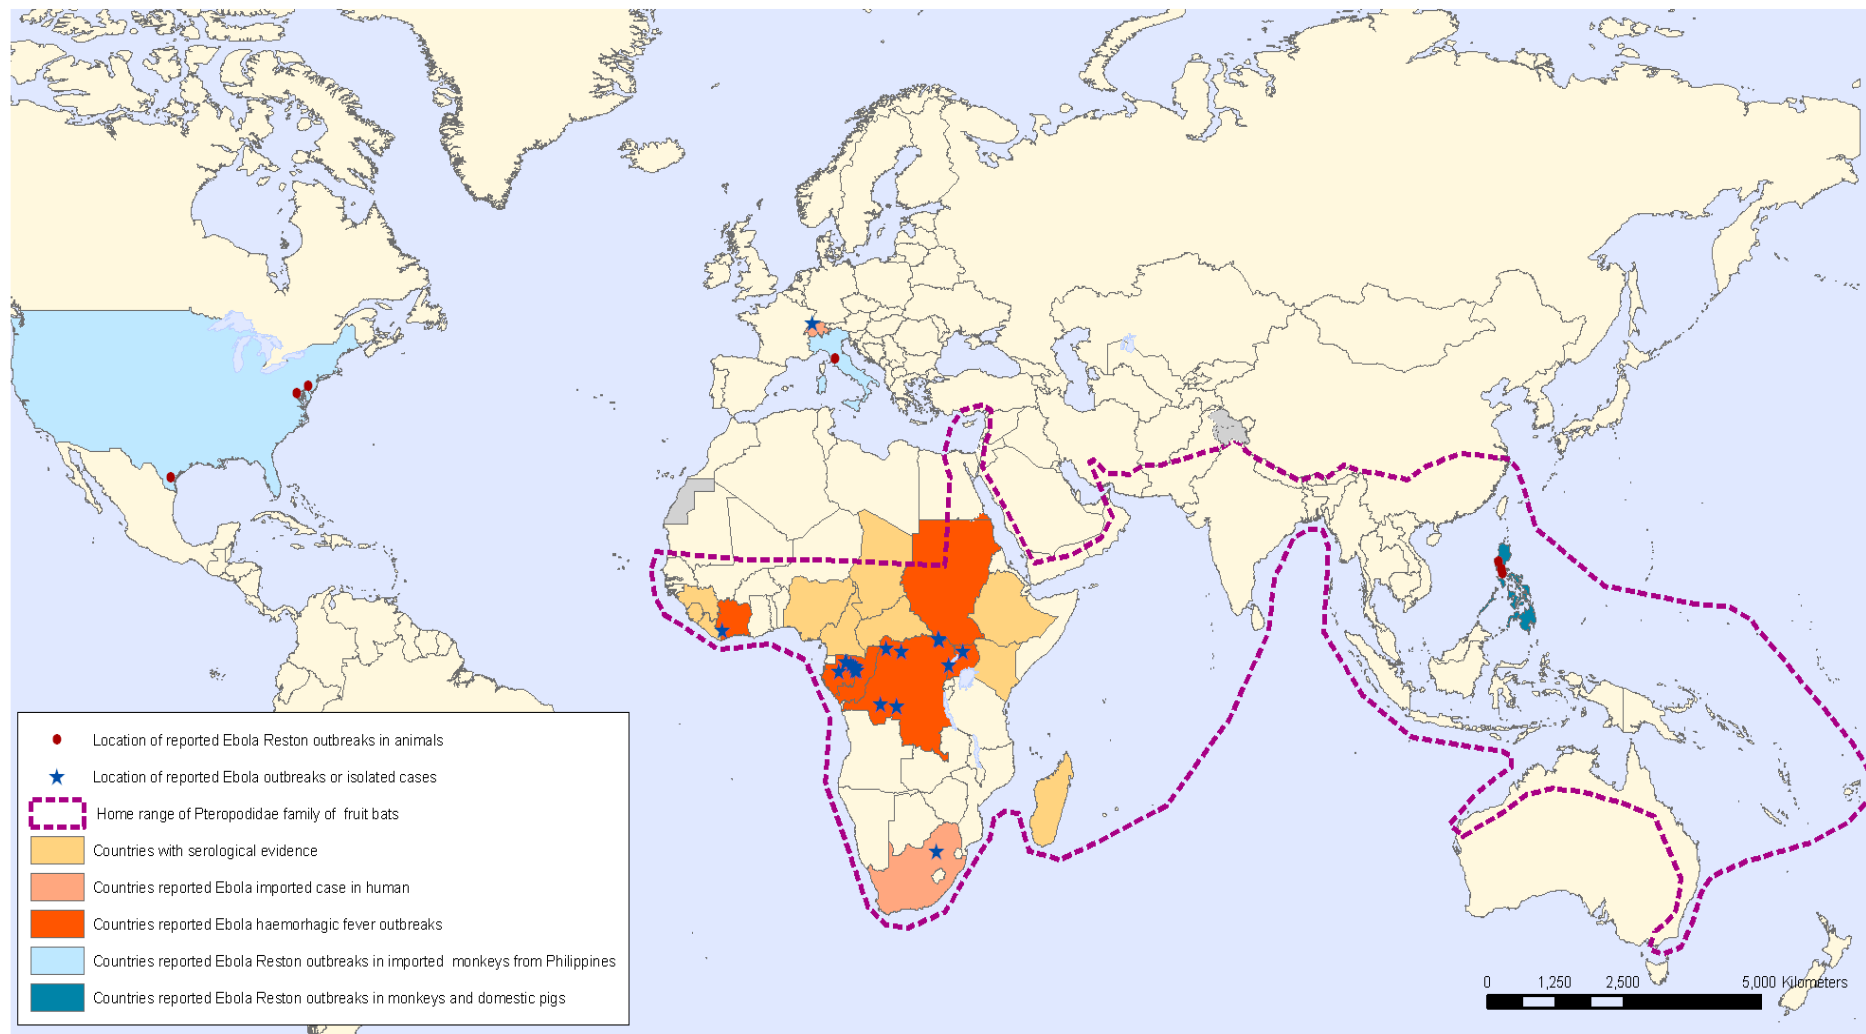 Location of reported Ebola Reston outbreaks in animals
Location of reported Ebola outbreaks or isolated cases
Home range of Pteropodidae family of fruit bats
Countries with serological evidence
Countries reported Ebola imported case in human
Countries reported Ebola haemorhagic fever outbreaks
Countries reported Ebola Reston outbreaks in imported monkeys from Philippines
Countries reported Ebola Reston outbreaks in monkeys and domestic pigs
0 1,250 2,500 5,000 Kilometers